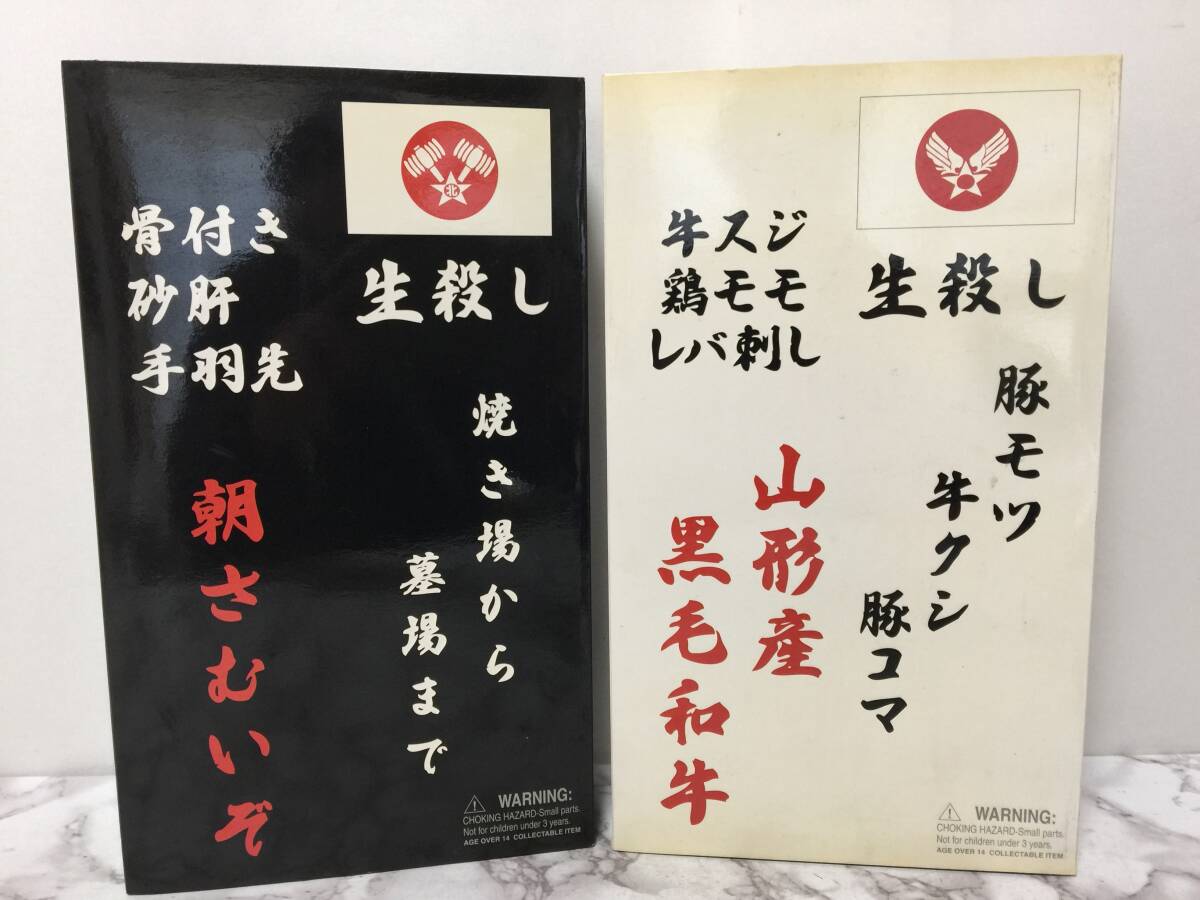 北
生殺し
骨付き
砂肝
手羽先
焼き場から
墓場まで
朝さむいぞ
WARNING:
CHOKING HAZARD-Small parts.
Not for children under 3 years.
AGE OVER 14 COLLECTABLE ITEM
生殺し
牛スジ
鶏モモ
レバ刺し
豚モツ
牛クシ
豚コマ
山形産
黒毛和牛
WARNING:
CHOKING HAZARD-Small parts.
Not for children under 3 years.
AGE OVER 14 COLLECTABLE ITEM